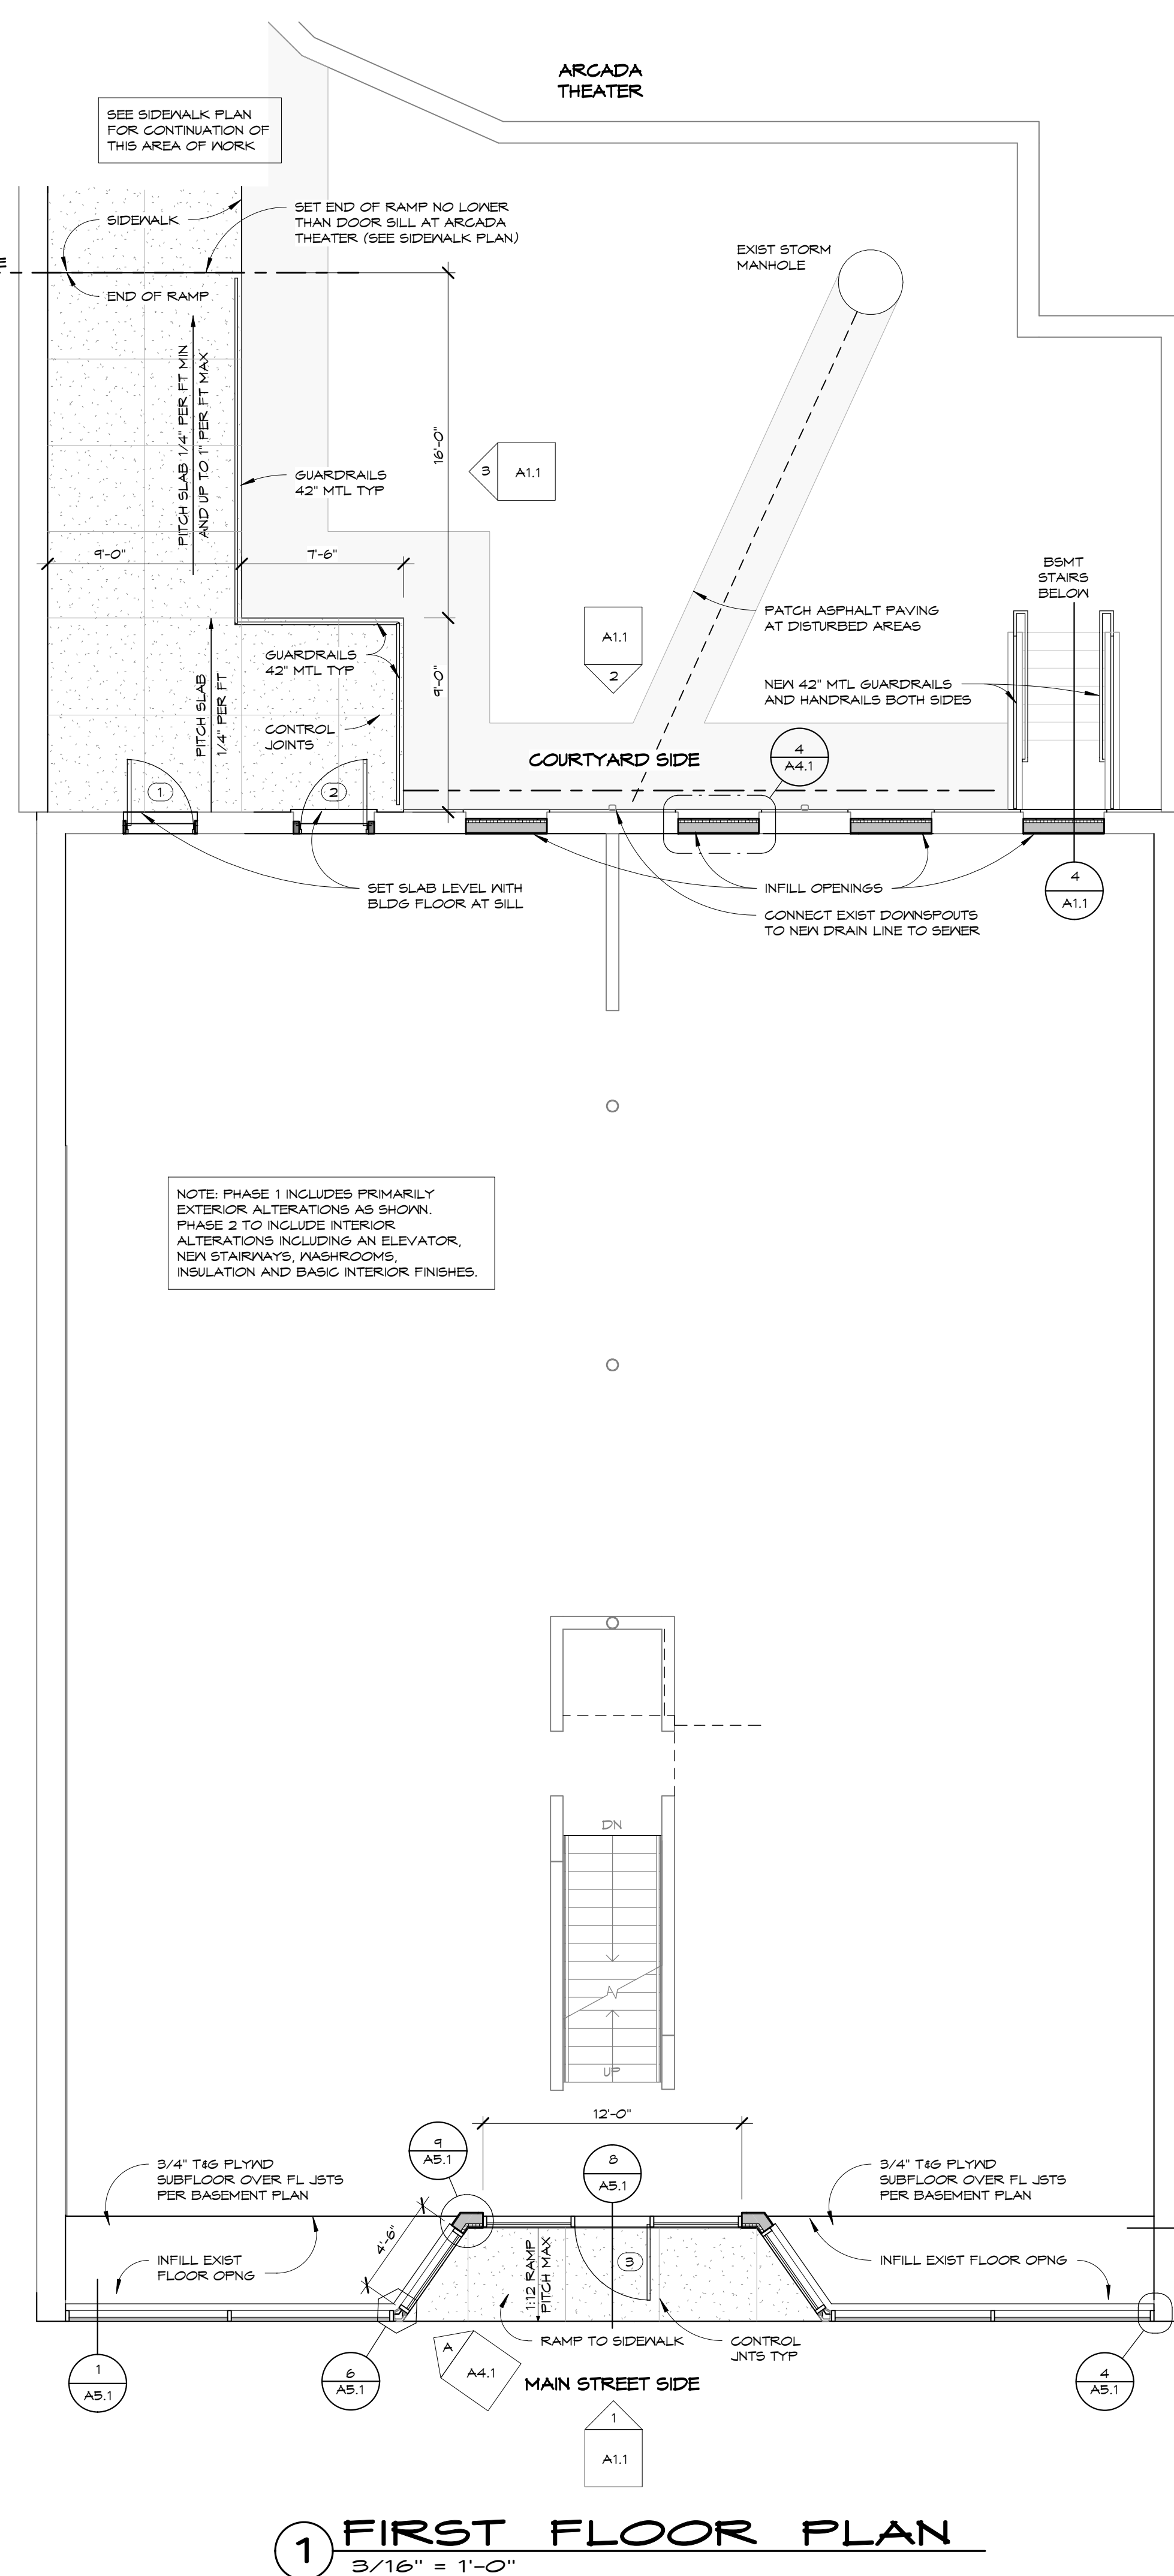 ARCADA
THEATER
SEE SIDEWALK PLAN
FOR CONTINUATION OF
THIS AREA OF WORK
SIDEWALK
SET END OF RAMP NO LOWER
THAN DOOR SILL AT ARCADA
THEATER (SEE SIDEWALK PLAN)
EXIST STORM
MANHOLE
END OF RAMP
PITCH SLAB 1/4" PER FT MIN
AND UP TO 1" PER FT MAX
16'-0"
3
A1.1
GUARDRAILS
42" MTL TYP
9'-0"
7'-6"
BSMT
STAIRS
BELOW
PATCH ASPHALT PAVING
AT DISTURBED AREAS
A1.1
2
GUARDRAILS
42" MTL TYP
9'-0"
NEW 42" MTL GUARDRAILS
AND HANDRAILS BOTH SIDES
PITCH SLAB
1/4" PER FT
CONTROL
JOINTS
COURTYARD SIDE
4
A4.1
1
2
SET SLAB LEVEL WITH
BLDG FLOOR AT SILL
INFILL OPENINGS
4
A1.1
CONNECT EXIST DOWNSPOUTS
TO NEW DRAIN LINE TO SEWER
NOTE: PHASE 1 INCLUDES PRIMARILY
EXTERIOR ALTERATIONS AS SHOWN.
PHASE 2 TO INCLUDE INTERIOR
ALTERATIONS INCLUDING AN ELEVATOR,
NEW STAIRWAYS, WASHROOMS,
INSULATION AND BASIC INTERIOR FINISHES.
DN
UP
12'-0"
9
A5.1
8
A5.1
3/4" T&G PLYWD
SUBFLOOR OVER FL JSTS
PER BASEMENT PLAN
3/4" T&G PLYWD
SUBFLOOR OVER FL JSTS
PER BASEMENT PLAN
4'-6"
INFILL EXIST
FLOOR OPNG
1:12 RAMP
PITCH MAX
3
INFILL EXIST FLOOR OPNG
RAMP TO SIDEWALK
CONTROL
JNTS TYP
1
A5.1
6
A5.1
A
A4.1
MAIN STREET SIDE
4
A5.1
1
A1.1
1
FIRST FLOOR PLAN
3/16" = 1'-0"